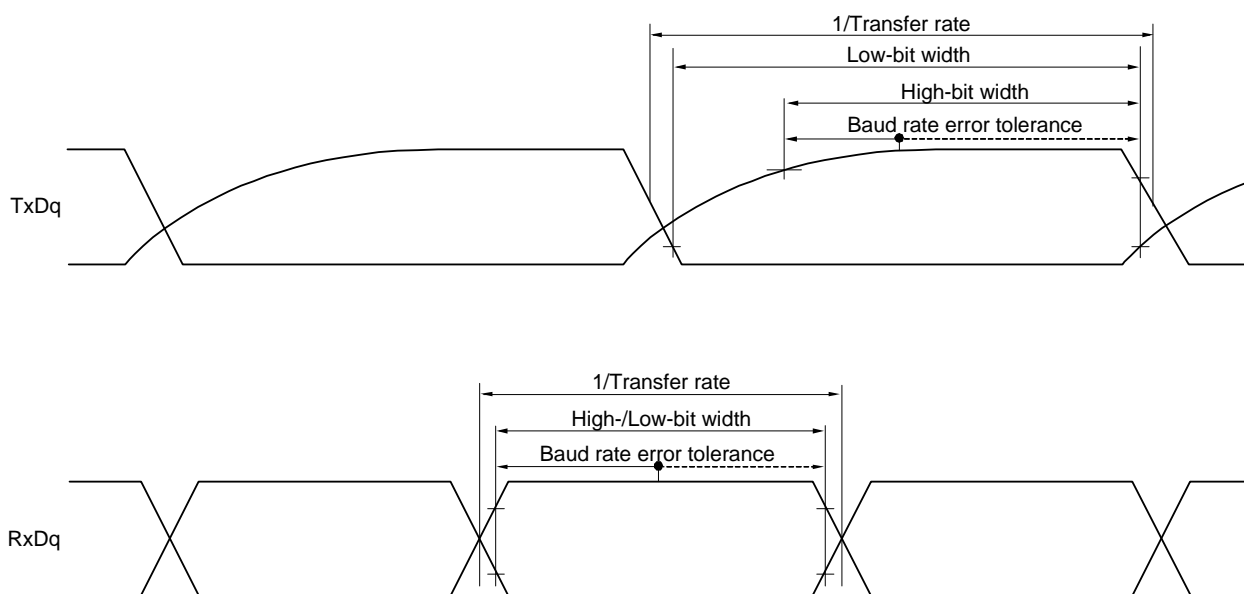 1/Transfer rate
Low-bit width
High-bit width
Baud rate error tolerance
TxDq
1/Transfer rate
High-/Low-bit width
Baud rate error tolerance
RxDq